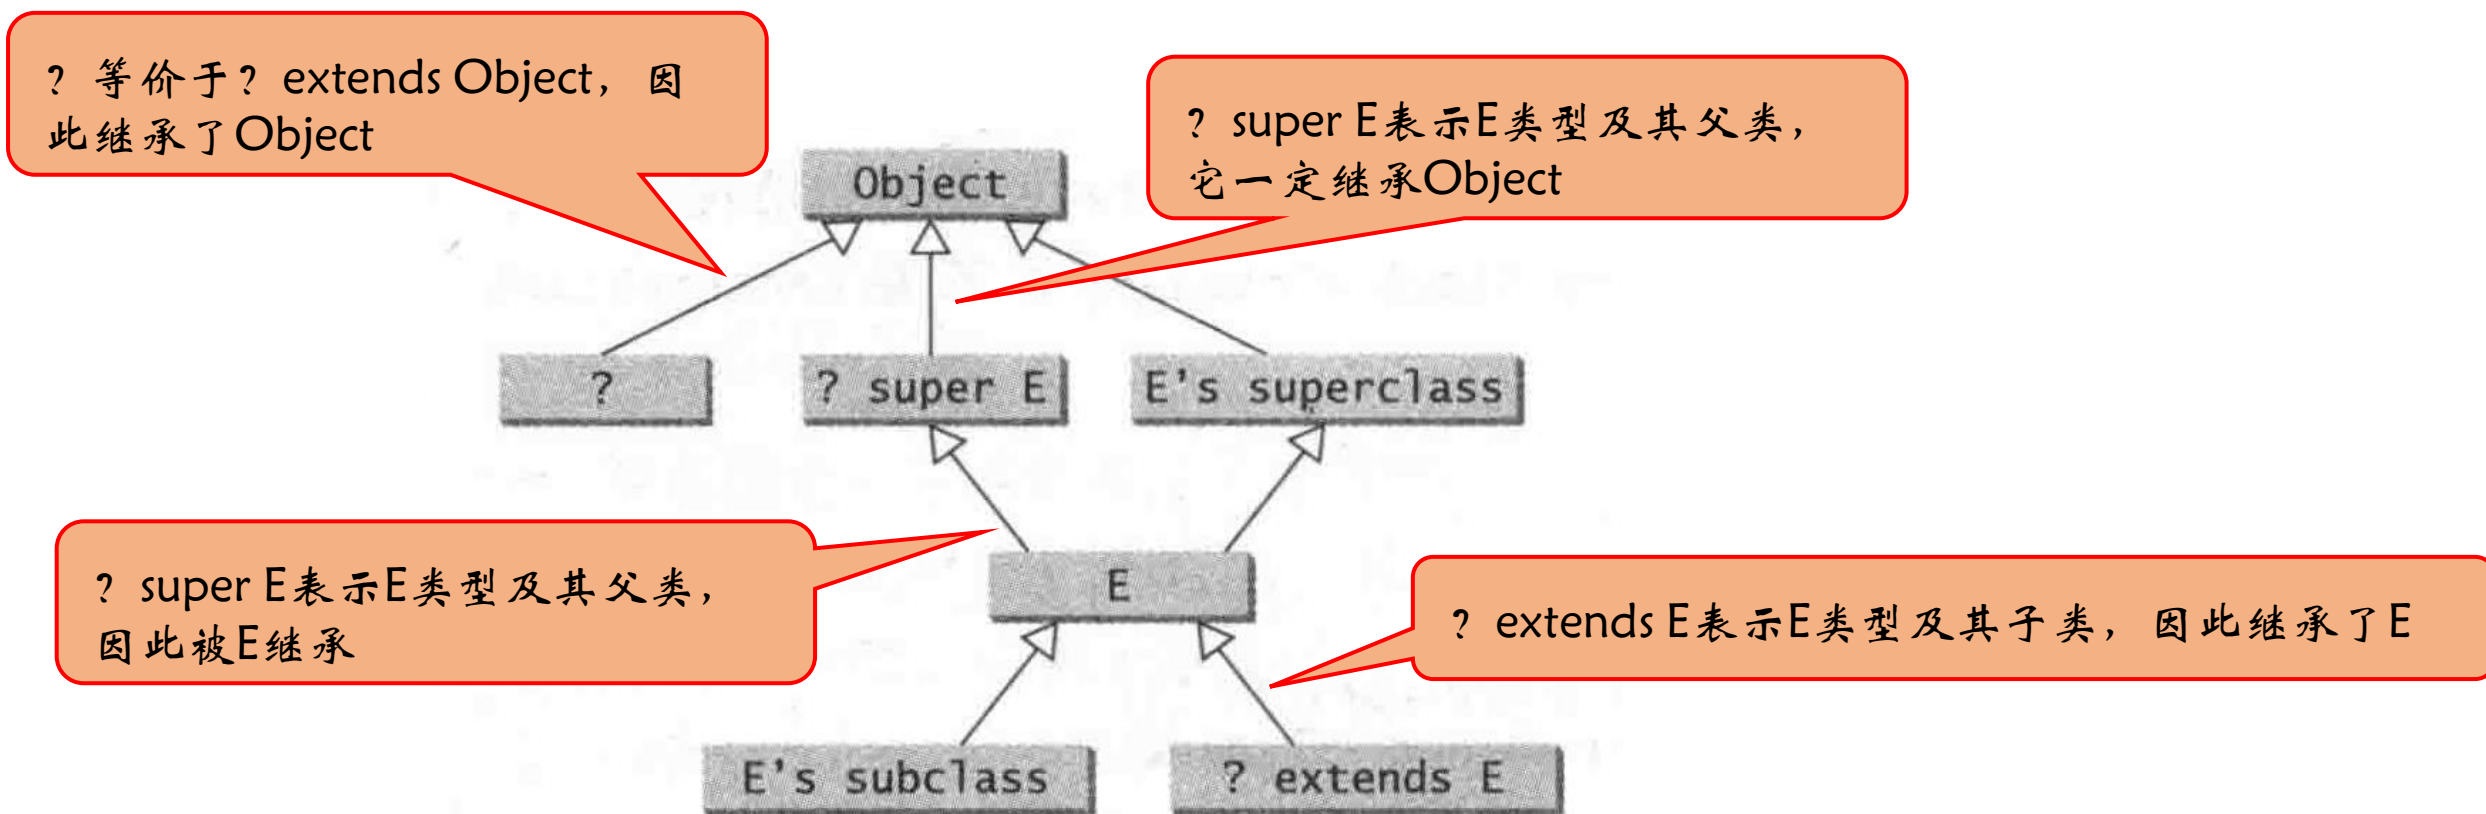 ？等价于？extends Object，因
此继承了Object
？super E表示E类型及其父类，
它一定继承Object
Object
?
? super E
E's superclass
？super E表示E类型及其父类，
因此被E继承
E
？extends E表示E类型及其子类，因此继承了E
E's subclass
? extends E